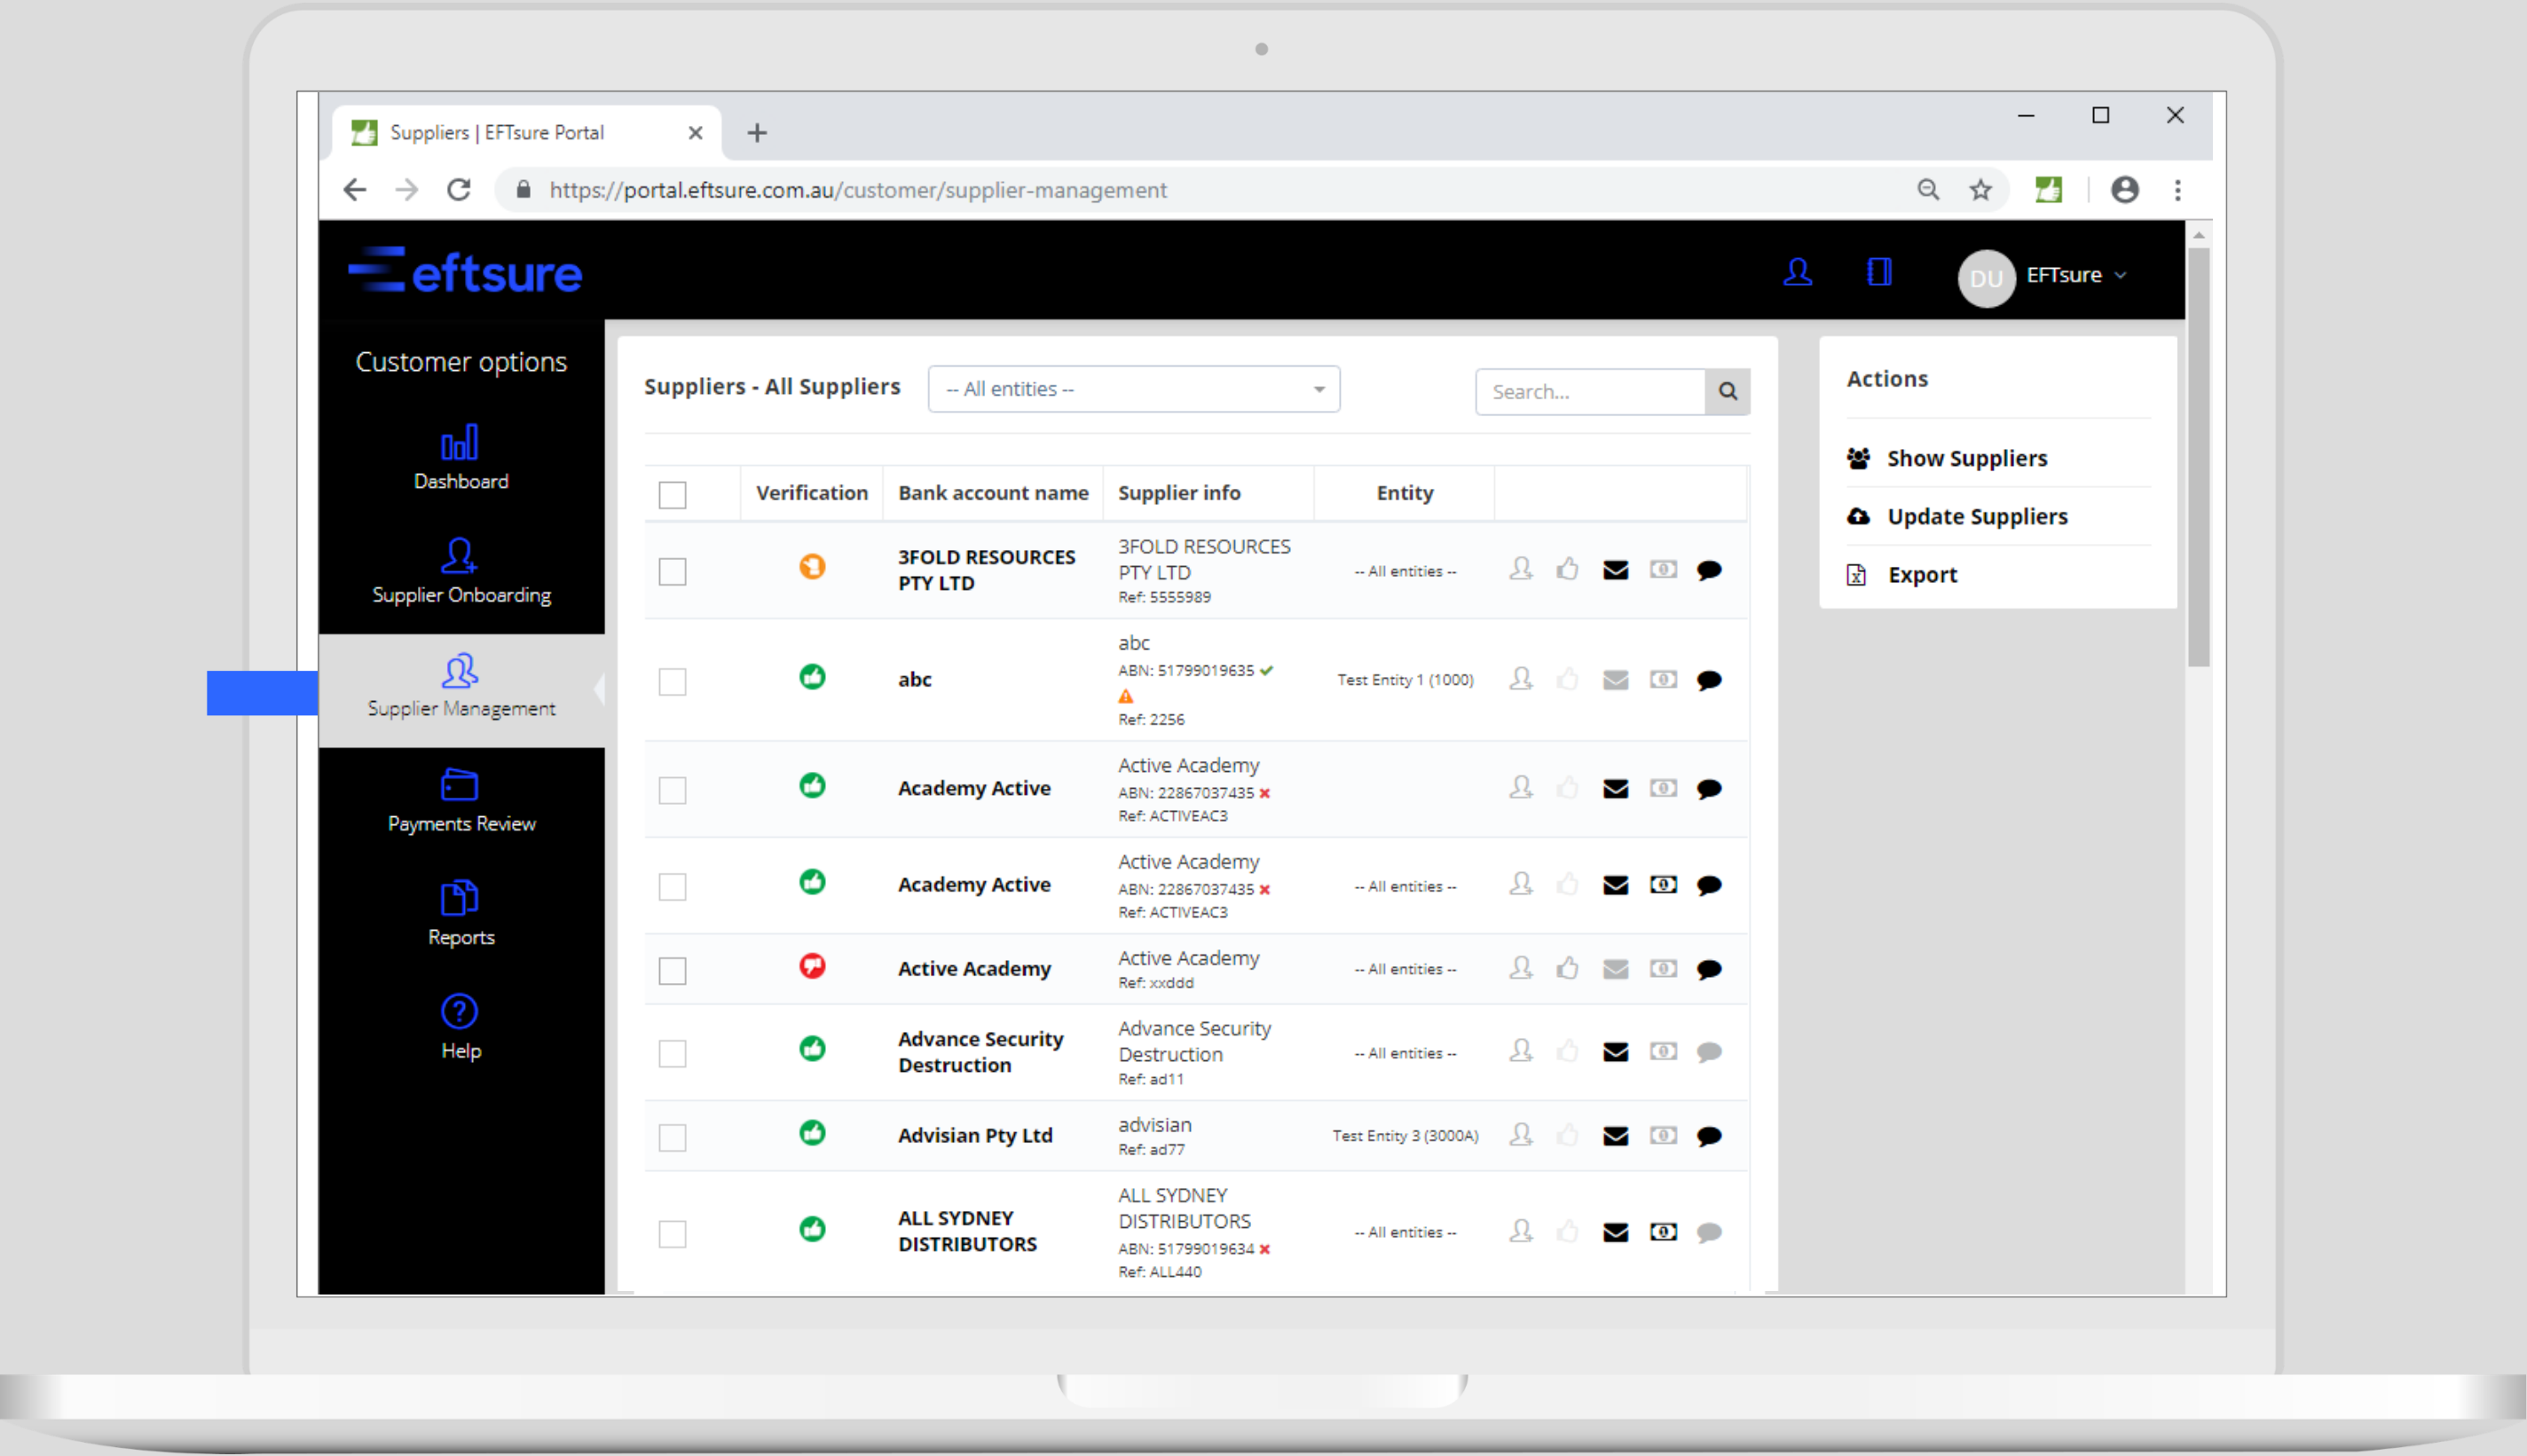 Suppliers | EFTsure Portal
https://portal.eftsure.com.au/customer/supplier-management
eftsure
DU
EFTsure
Customer options
Dashboard
Supplier Onboarding
Supplier Management
Payments Review
Reports
Help
Suppliers - All Suppliers
-- All entities --
Search...
Verification
Bank account name
Supplier info
Entity
3FOLD RESOURCES
PTY LTD
3FOLD RESOURCES
PTY LTD
Ref: 5555989
-- All entities --
abc
abc
ABN: 51799019635
Ref: 2256
Test Entity 1 (1000)
Academy Active
Active Academy
ABN: 22867037435
Ref: ACTIVEAC3
Academy Active
Active Academy
ABN: 22867037435
Ref: ACTIVEAC3
-- All entities --
Active Academy
Active Academy
Ref: xxddd
-- All entities --
Advance Security
Destruction
Advance Security
Destruction
Ref: ad11
-- All entities --
Advisian Pty Ltd
advisian
Ref: ad77
Test Entity 3 (3000A)
ALL SYDNEY
DISTRIBUTORS
ALL SYDNEY
DISTRIBUTORS
ABN: 51799019634
Ref: ALL440
-- All entities --
Actions
Show Suppliers
Update Suppliers
Export